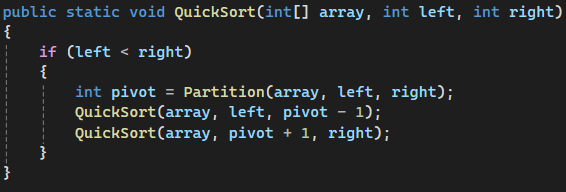 public static void QuickSort(int[] array, int left, int right)
{
    if (left < right)
    {
        int pivot = Partition(array, left, right);
        QuickSort(array, left, pivot - 1);
        QuickSort(array, pivot + 1, right);
    }
}